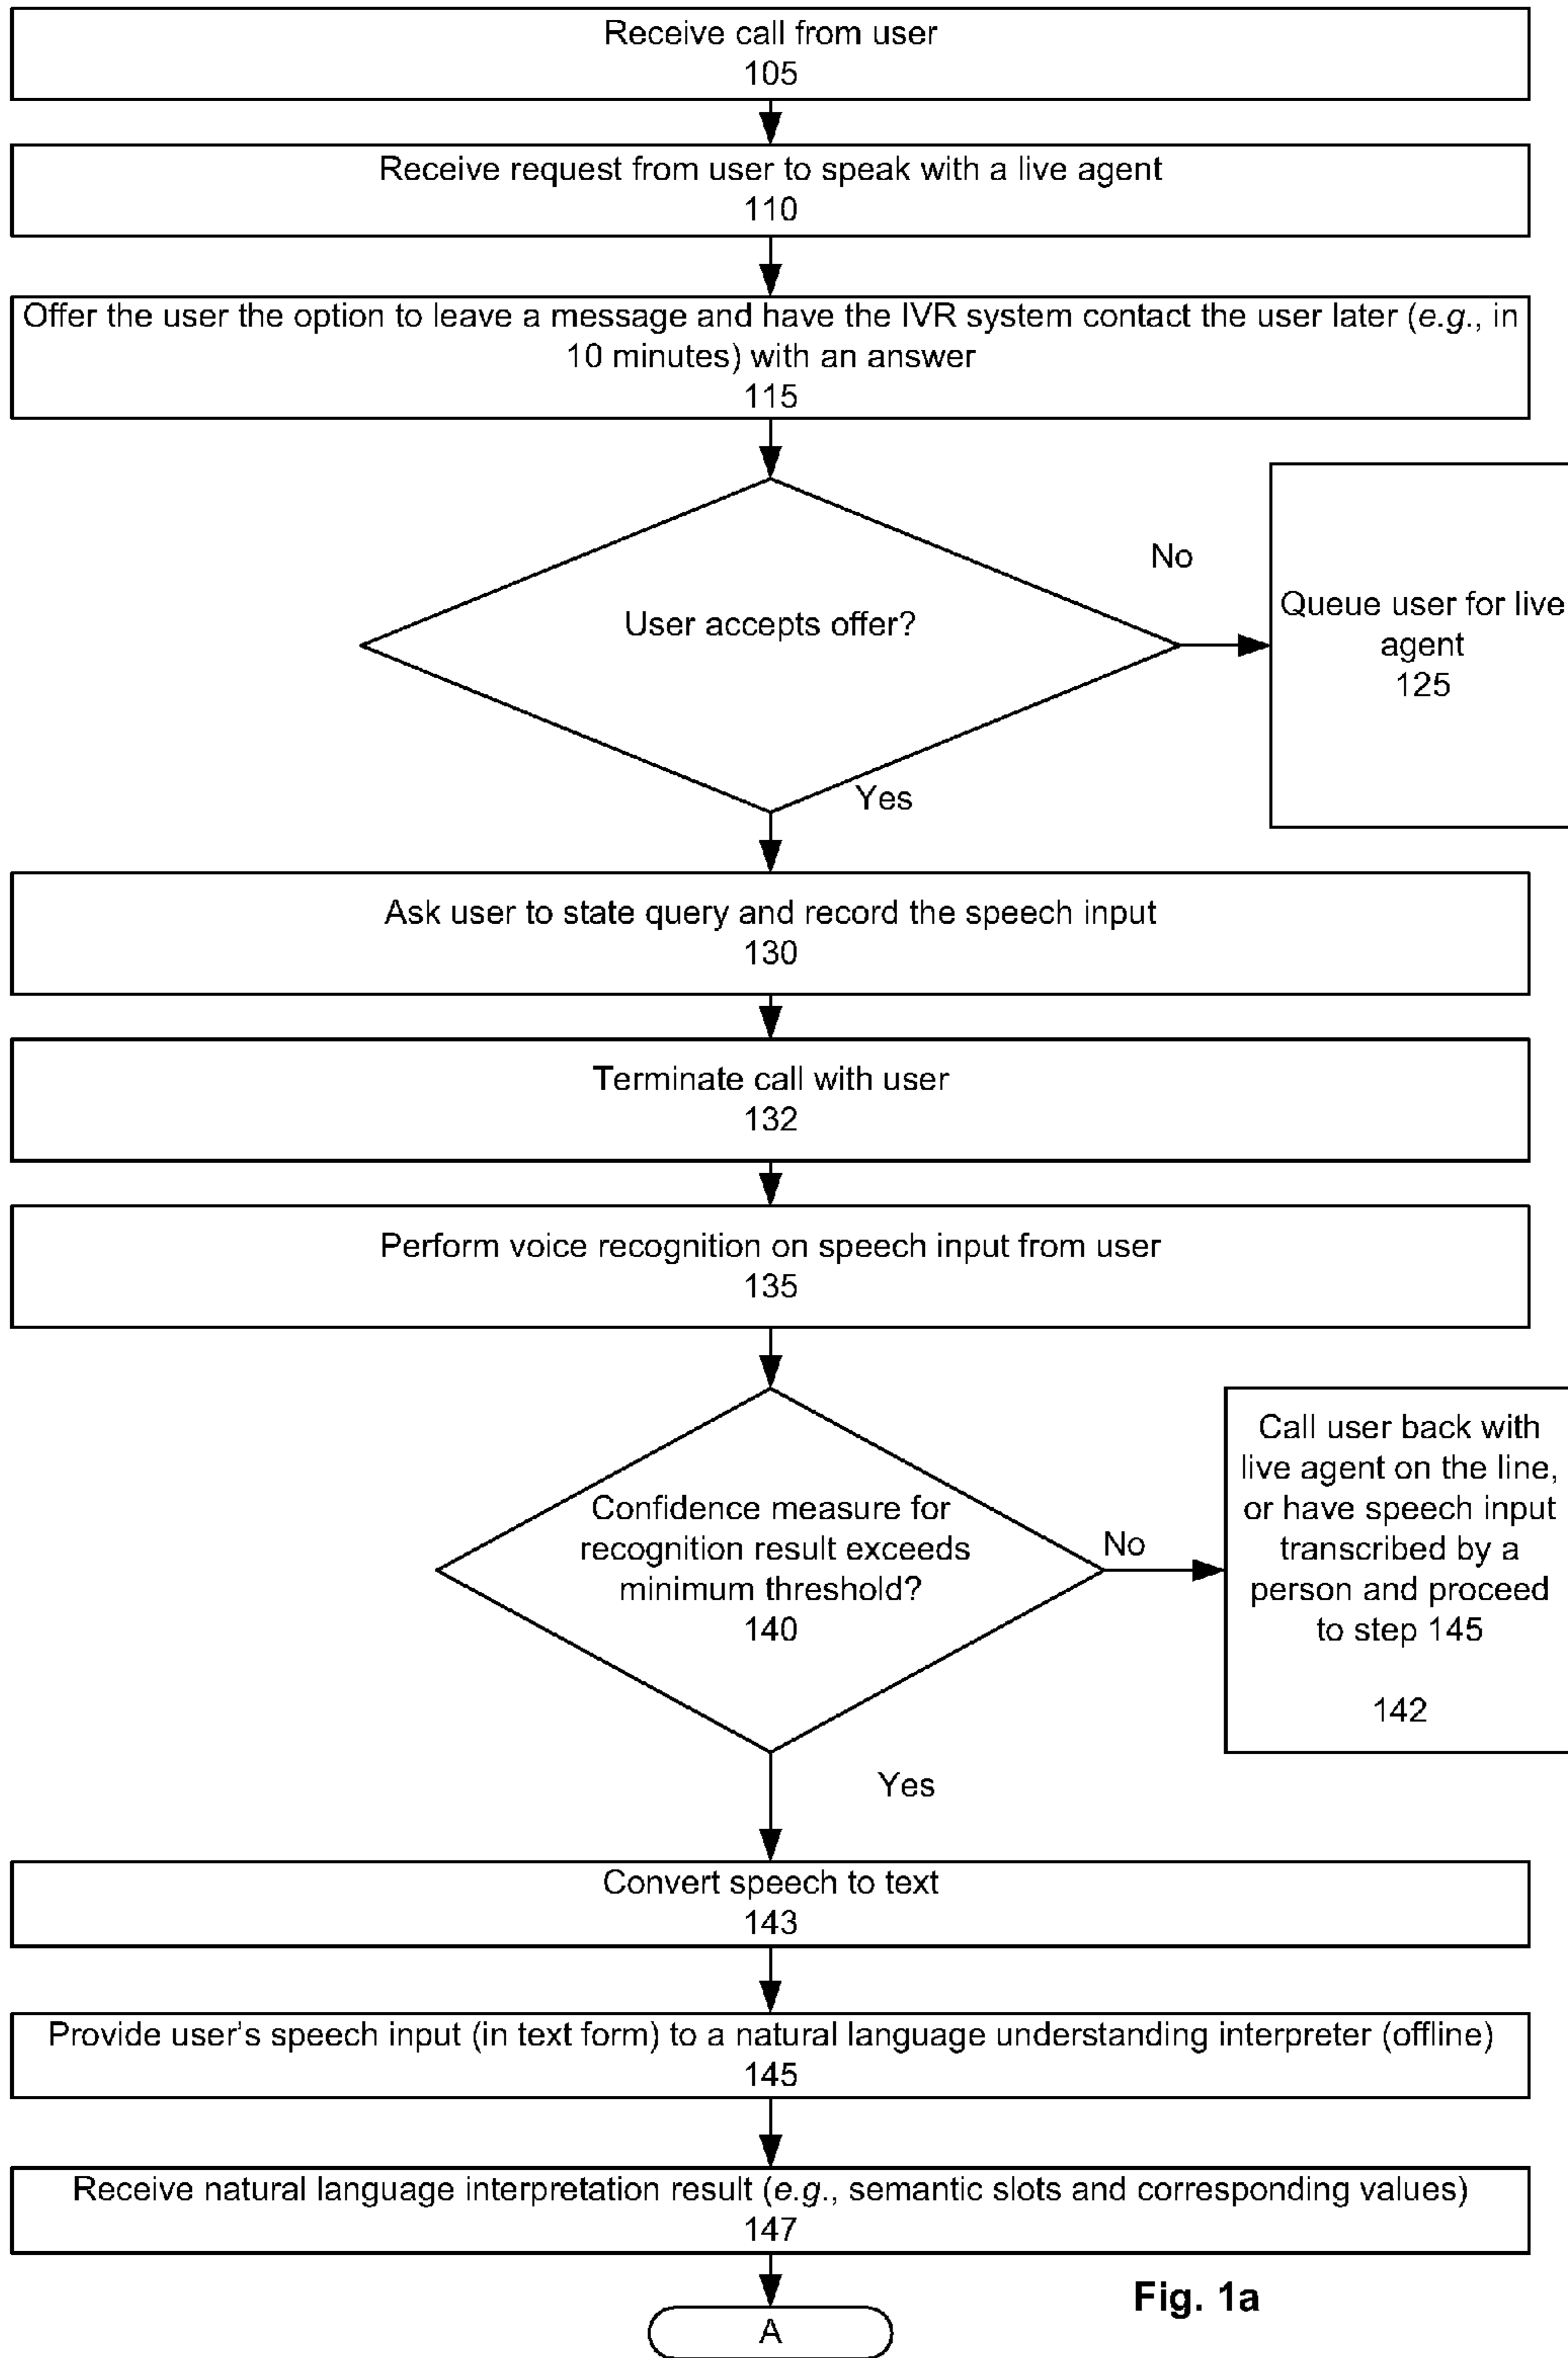 Receive call from user
105
Receive request from user to speak with a live agent
110
Offer the user the option to leave a message and have the IVR system contact the user later (e.g., in
10 minutes) with an answer
115
User accepts offer?
No
Queue user for live
agent
125
Yes
Ask user to state query and record the speech input
130
Terminate call with user
132
Perform voice recognition on speech input from user
135
Confidence measure for
recognition result exceeds
minimum threshold?
140
No
Call user back with
live agent on the line,
or have speech input
transcribed by a
person and proceed
to step 145
142
Yes
Convert speech to text
143
Provide user's speech input (in text form) to a natural language understanding interpreter (offline)
145
Receive natural language interpretation result (e.g., semantic slots and corresponding values)
147
Fig. 1a
A